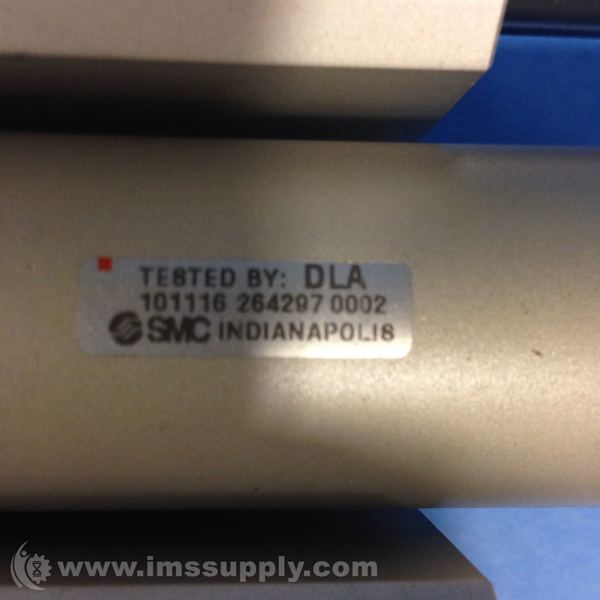 TESTED BY: DLA
101116 264297 0002
SMC INDIANAPOLIS
www.imssupply.com